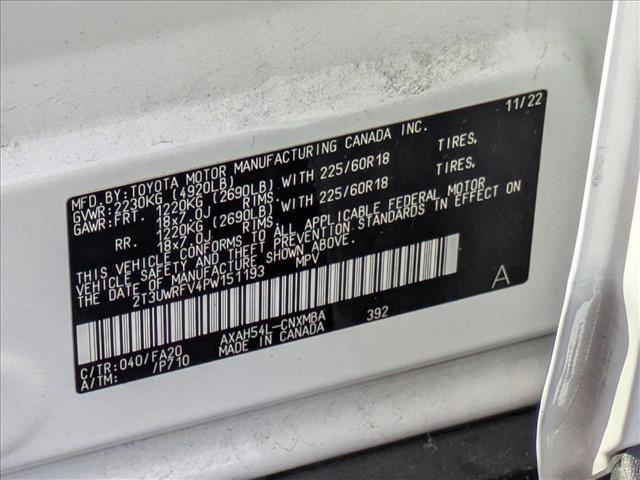 11/22
MFD.BY:TOYOTA MOTOR MANUFACTURING CANADA INC.
GVWR:2230KG (4920LB)
GAWR:FRT. 1220KG (2690LB) WITH 225/60R18 TIRES,
18x7.0J RIMS.
RR. 1220KG (2690LB) WITH 225/60R18 TIRES,
18x7.0J RIMS.
THIS VEHICLE CONFORMS TO ALL APPLICABLE FEDERAL MOTOR
VEHICLE SAFETY AND THEFT PREVENTION STANDARDS IN EFFECT ON
THE DATE OF MANUFACTURE SHOWN ABOVE.
2T3UWRFV4PW151193 MPV
A
C/TR:040/FA20 AXAH54L-CNXMBA 392
A/TM: /P710 MADE IN CANADA